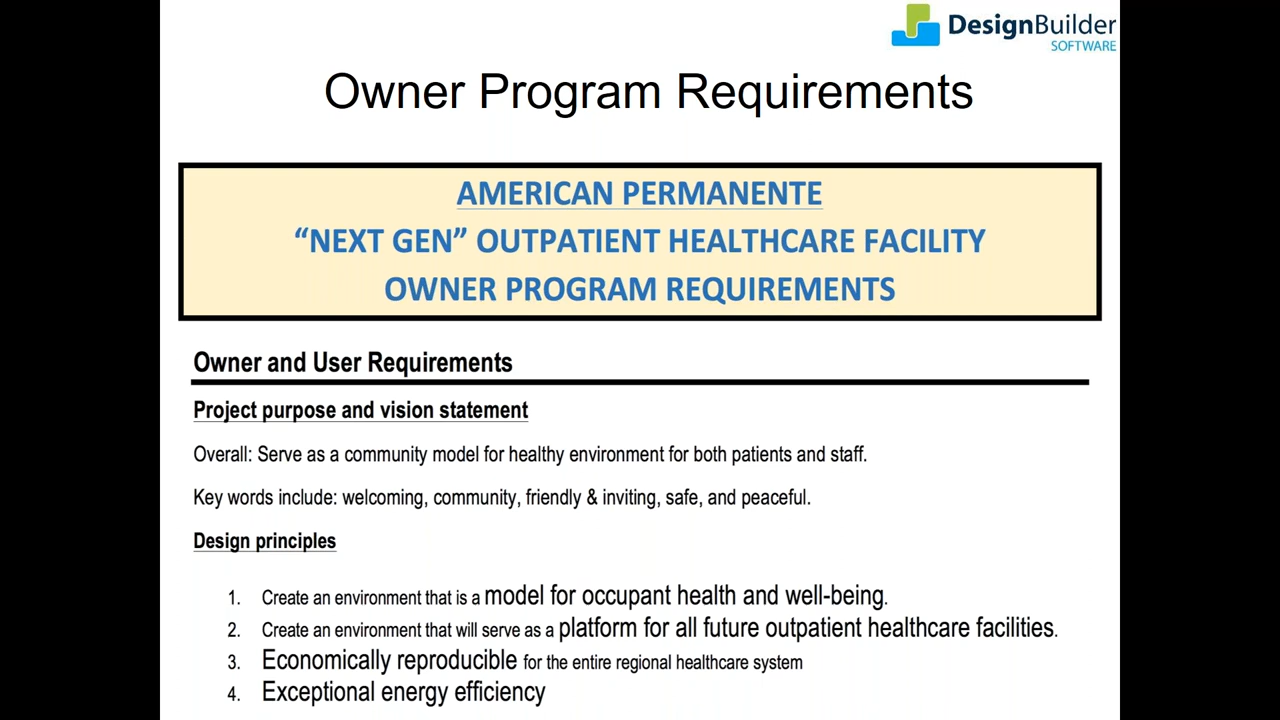 DesignBuilder
SOFTWARE
Owner Program Requirements
AMERICAN PERMANENTE
“NEXT GEN” OUTPATIENT HEALTHCARE FACILITY
OWNER PROGRAM REQUIREMENTS
Owner and User Requirements
Project purpose and vision statement
Overall: Serve as a community model for healthy environment for both patients and staff.
Key words include: welcoming, community, friendly & inviting, safe, and peaceful.
Design principles
1. Create an environment that is a model for occupant health and well-being.
2. Create an environment that will serve as a platform for all future outpatient healthcare facilities.
3. Economically reproducible for the entire regional healthcare system
4. Exceptional energy efficiency